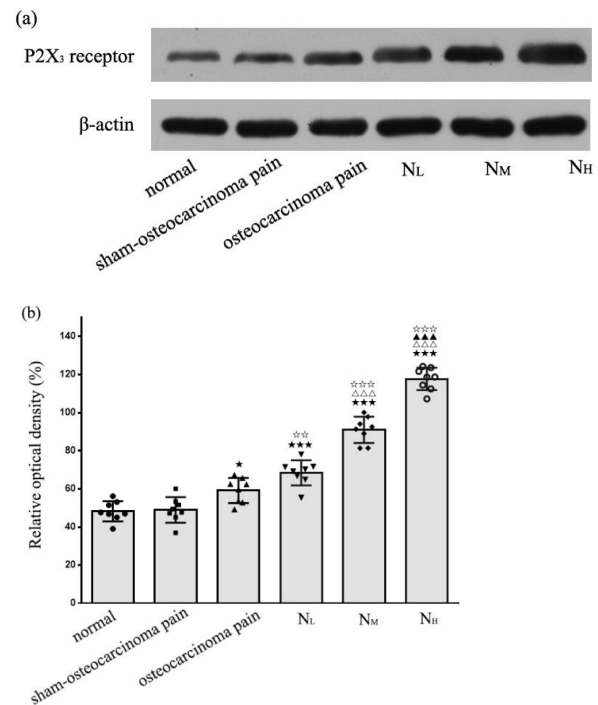 (a)
P2X₃ receptor
β-actin
normal
sham-osteocarcinoma pain
osteocarcinoma pain
NL
NM
NH
(b)
Relative optical density (%)
140
120
100
80
60
40
20
0
☆☆☆
▲▲▲
△△△
★★★
☆☆☆
△△△
★★★
☆☆
★★★
★
normal
sham-osteocarcinoma pain
osteocarcinoma pain
NL
NM
NH